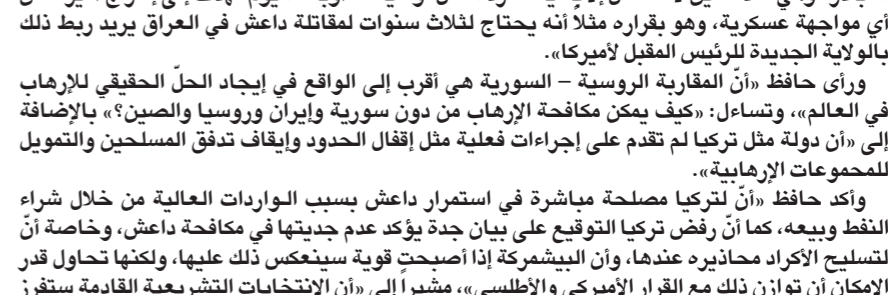 أي مواجهة عسكرية، وهو بقراره مثلاً أنه يحتاج لثلاث سنوات لمقاتلة داعش في العراق يريد ربط ذلك
بالولاية الجديدة للرئيس المقبل لأميركا».
ورأى حافظ «أنّ المقاربة الروسية – السورية هي أقرب إلى الواقع في إيجاد الحلّ الحقيقي للإرهاب
في العالم»، وتساءل: «كيف يمكن مكافحة الإرهاب من دون سورية وإيران وروسيا والصين؟» بالإضافة
إلى «أن دولة مثل تركيا لم تقدم على إجراءات فعلية مثل إقفال الحدود وإيقاف تدفق المسلحين والتمويل
للمجموعات الإرهابية».
وأكد حافظ «أنّ لتركيا مصلحة مباشرة في استمرار داعش بسبب الواردات العالية من خلال شراء
النفط وبيعه، كما أنّ رفض تركيا التوقيع على بيان جدة يؤكد عدم جديتها في مكافحة داعش، وخاصة أنّ
لتسليح الأكراد محاذيره عندها، وأن البيشمركة إذا أصبحت قوية سينعكس ذلك عليها، ولكنها تحاول قدر
الإمكان أن توازن ذلك مع القرار الأميركي والأطلسي»، مشيراً إلى «أن الانتخابات التشريعية القادمة ستفرز